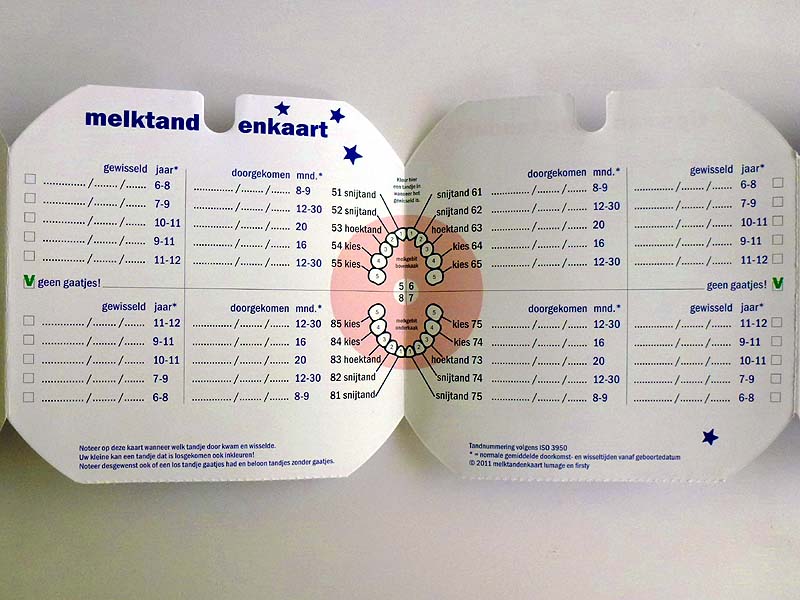 melktand enkaart
gewisseld jaar* doorgekomen mnd.*
Kleur hier
een tandje in
wanneer het
gewisseld is.
doorgekomen mnd.* gewisseld jaar*
............../......./....... 6-8 ............../......./....... 8-9 51 snijtand snijtand 61 ............../......./....... 8-9 ............../......./....... 6-8
............../......./....... 7-9 ............../......./....... 12-30 52 snijtand snijtand 62 ............../......./....... 12-30 ............../......./....... 7-9
............../......./....... 10-11 ............../......./....... 20 53 hoektand hoektand 63 ............../......./....... 20 ............../......./....... 10-11
............../......./....... 9-11 ............../......./....... 16 54 kies kies 64 ............../......./....... 16 ............../......./....... 9-11
............../......./....... 11-12 ............../......./....... 12-30 55 kies kies 65 ............../......./....... 12-30 ............../......./....... 11-12
melkgebit
bovenkaak
V geen gaatjes! 5 6 geen gaatjes! V
8 7
gewisseld jaar* doorgekomen mnd.* doorgekomen mnd.* gewisseld jaar*
melkgebit
onderkaak
............../......./....... 11-12 ............../......./....... 12-30 85 kies kies 75 ............../......./....... 12-30 ............../......./....... 11-12
............../......./....... 9-11 ............../......./....... 16 84 kies kies 74 ............../......./....... 16 ............../......./....... 9-11
............../......./....... 10-11 ............../......./....... 20 83 hoektand hoektand 73 ............../......./....... 20 ............../......./....... 10-11
............../......./....... 7-9 ............../......./....... 12-30 82 snijtand snijtand 74 ............../......./....... 12-30 ............../......./....... 7-9
............../......./....... 6-8 ............../......./....... 8-9 81 snijtand snijtand 75 ............../......./....... 8-9 ............../......./....... 6-8
Noteer op deze kaart wanneer welk tandje door kwam en wisselde.
Uw kleine kan een tandje dat is losgekomen ook inkleuren!
Noteer desgewenst ook of een los tandje gaatjes had en beloon tandjes zonder gaatjes.
Tandnummering volgens ISO 3950
* = normale gemiddelde doorkomst- en wisseltijden vanaf geboortedatum
© 2011 melktandenkaart lumage en firsty